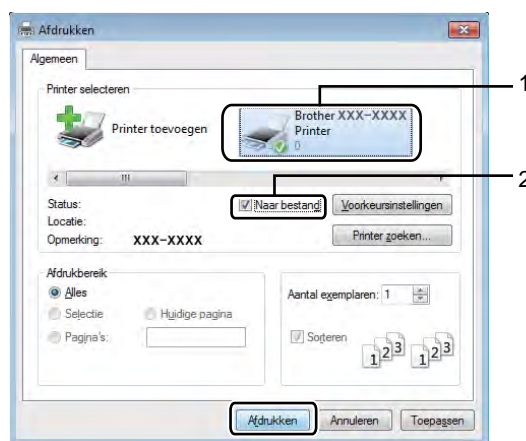 Afdrukken
Algemeen
Printer selecteren
Printer toevoegen
Brother XXX-XXXX
Printer
0
1
2
Status:
Naar bestand
Voorkeursinstellingen
Locatie:
Opmerking: XXX-XXXX
Printer zoeken...
Afdrukbereik
Alles
Selectie
Huidige pagina
Pagina's:
Aantal exemplaren: 1
Sorteren
1 2 3
1 2 3
Afdrukken
Annuleren
Toepassen